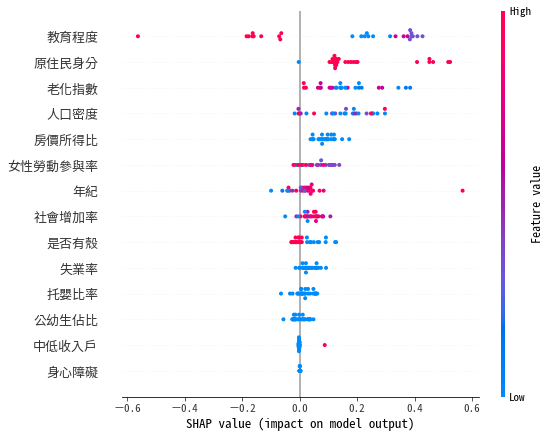 High
教育程度
原住民身分
老化指數
人口密度
房價所得比
女性勞動參與率
年紀
社會增加率
是否有殼
失業率
托嬰比率
公幼生佔比
中低收入戶
身心障礙
Low
Feature value
−0.6 −0.4 −0.2 0.0 0.2 0.4 0.6
SHAP value (impact on model output)